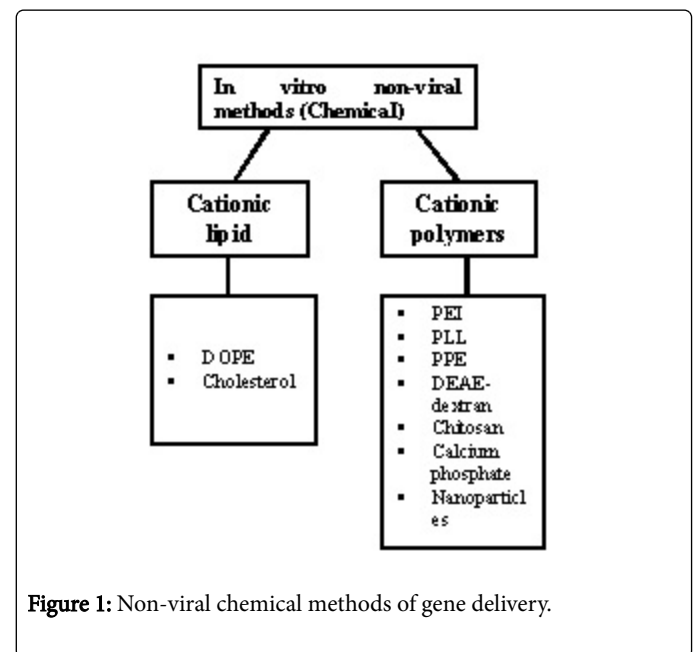 In vitro non-viral
methods (Chemical)
Cationic
lipid
Cationic
polymers
▪ DOPE
▪ Cholesterol
▪ PEI
▪ PLL
▪ PPE
▪ DEAE-
dextran
▪ Chitosan
▪ Calcium
phosphate
▪ Nanoparticl
es
Figure 1: Non-viral chemical methods of gene delivery.